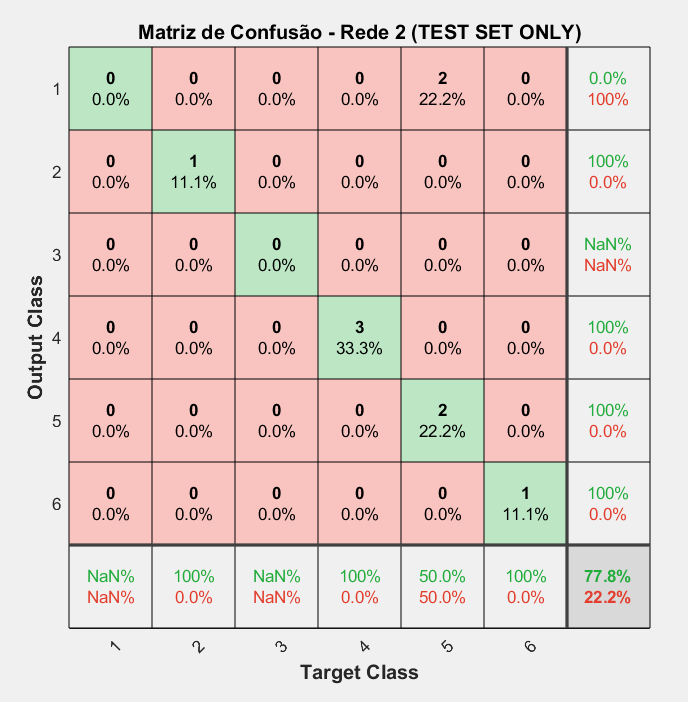 Matriz de Confusão - Rede 2 (TEST SET ONLY)
1
0 0 0 0 2 0 0.0%
0.0% 0.0% 0.0% 0.0% 22.2% 0.0% 100%
2
0 1 0 0 0 0 100%
0.0% 11.1% 0.0% 0.0% 0.0% 0.0% 0.0%
3
0 0 0 0 0 0 NaN%
0.0% 0.0% 0.0% 0.0% 0.0% 0.0% NaN%
4
0 0 0 3 0 0 100%
0.0% 0.0% 0.0% 33.3% 0.0% 0.0% 0.0%
5
0 0 0 0 2 0 100%
0.0% 0.0% 0.0% 0.0% 22.2% 0.0% 0.0%
6
0 0 0 0 0 1 100%
0.0% 0.0% 0.0% 0.0% 0.0% 11.1% 0.0%
NaN% 100% NaN% 100% 50.0% 100% 77.8%
NaN% 0.0% NaN% 0.0% 50.0% 0.0% 22.2%
1 2 3 4 5 6
Target Class
Output Class